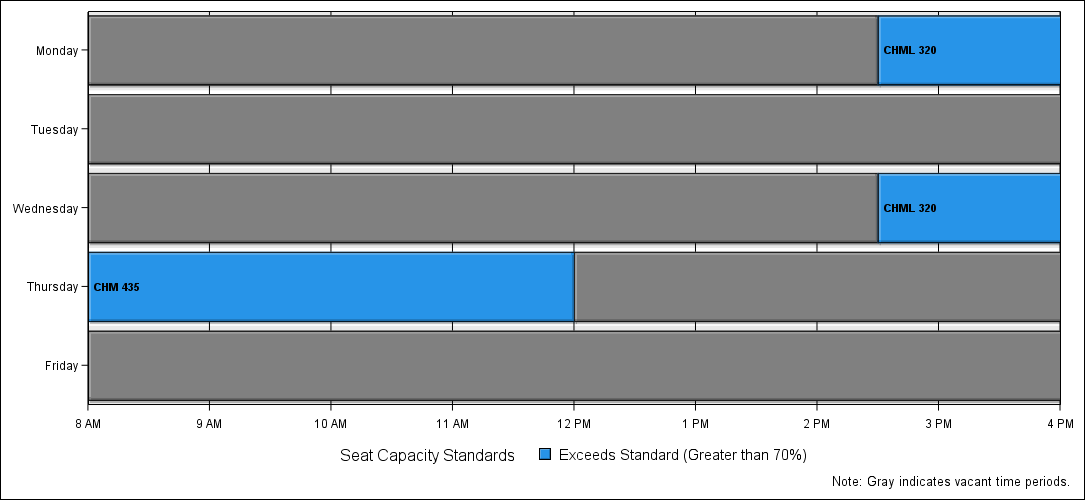 Monday
CHML 320
Tuesday
Wednesday
CHML 320
Thursday
CHM 435
Friday
8 AM 9 AM 10 AM 11 AM 12 PM 1 PM 2 PM 3 PM 4 PM
Seat Capacity Standards Exceeds Standard (Greater than 70%)
Note: Gray indicates vacant time periods.